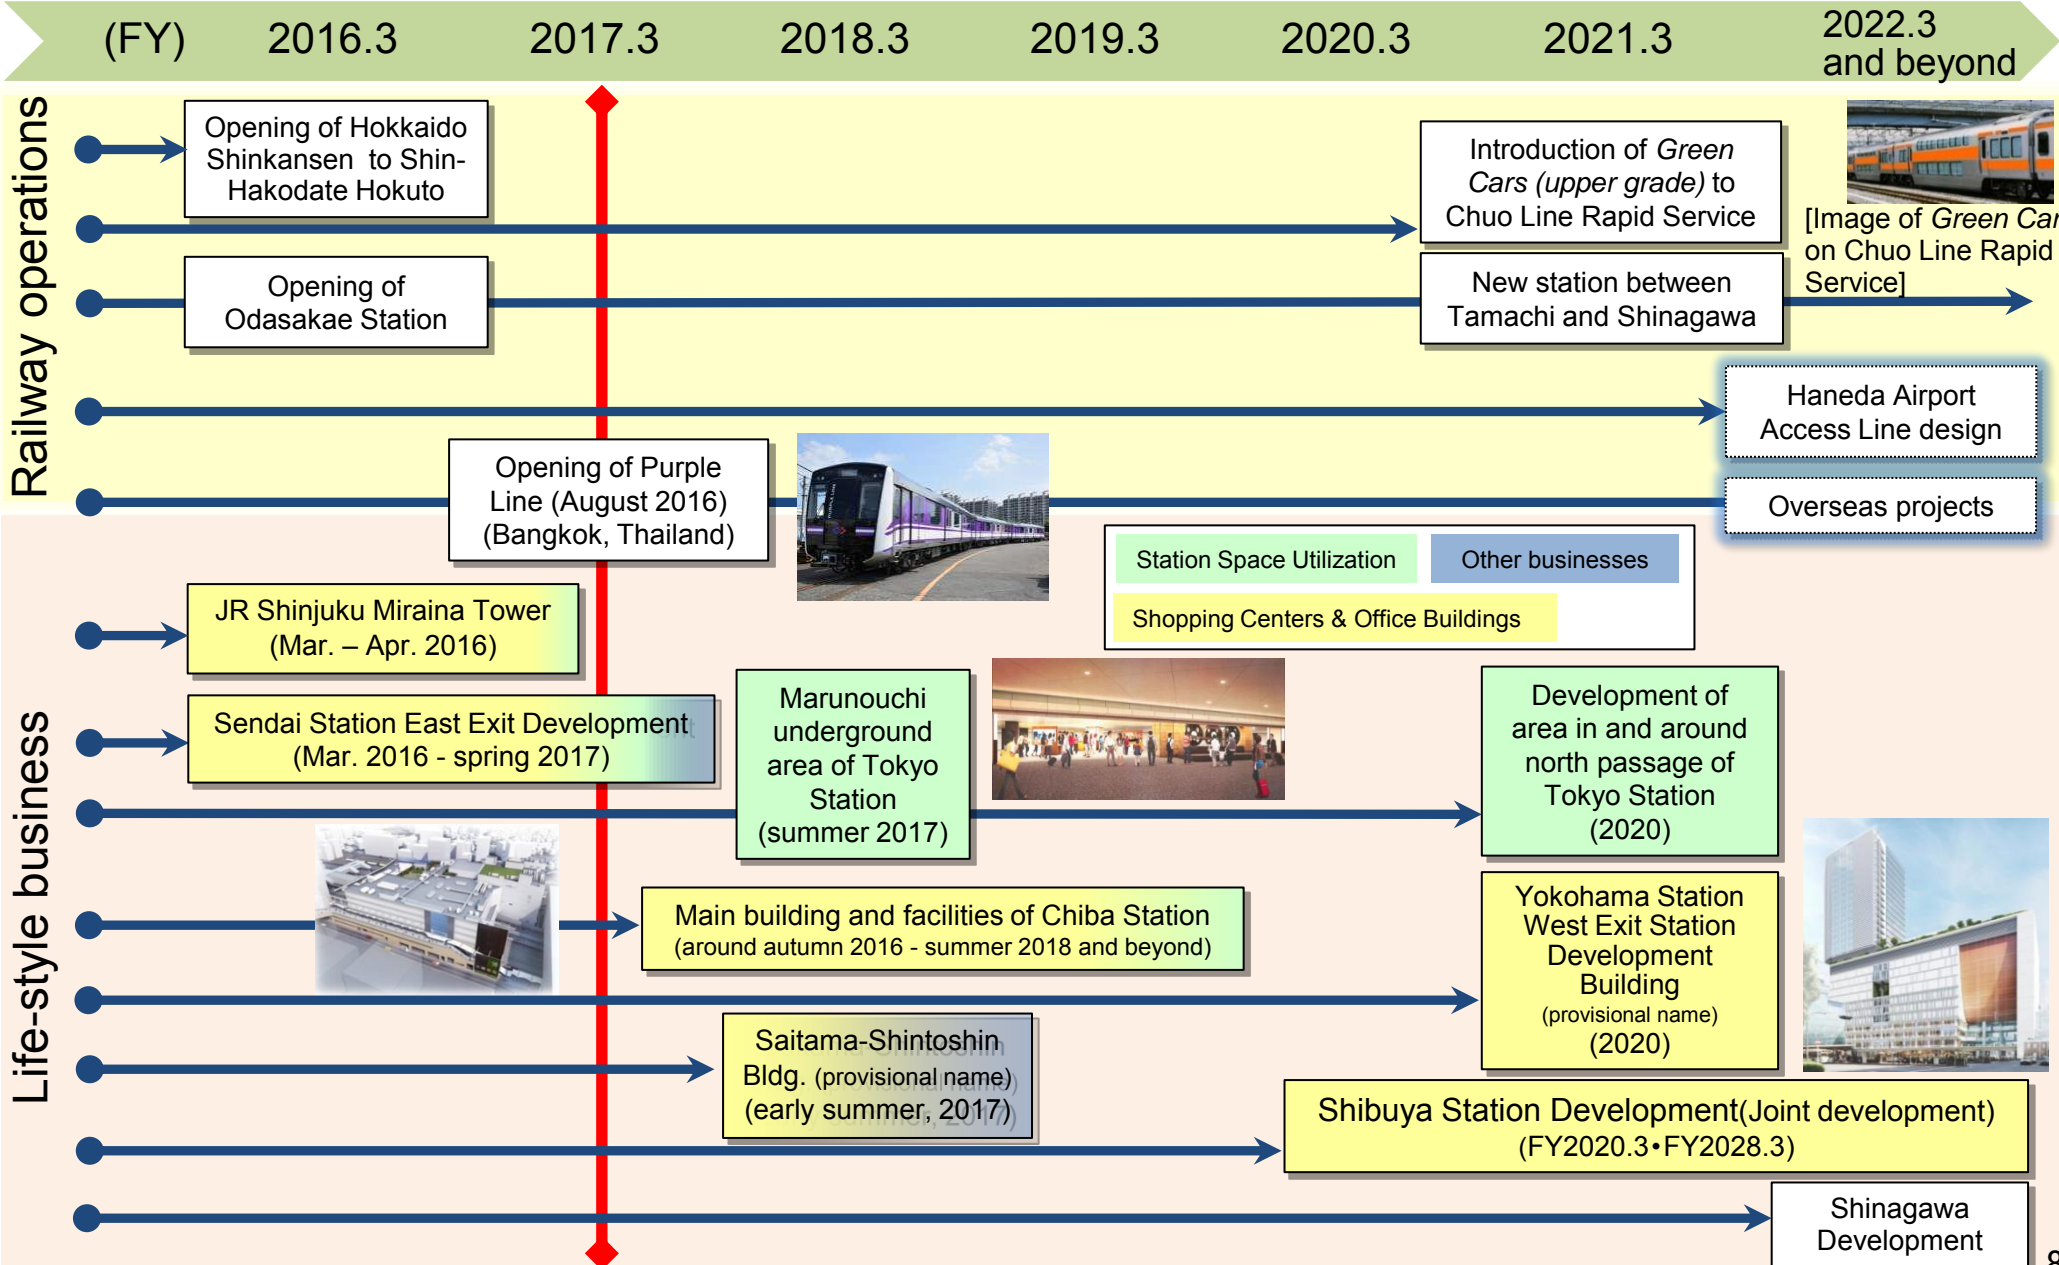 (FY)
2016.3
2017.3
2018.3
2019.3
2020.3
2021.3
2022.3
and beyond
Railway operations
Opening of Hokkaido
Shinkansen to Shin-
Hakodate Hokuto
Introduction of Green
Cars (upper grade) to
Chuo Line Rapid Service
[Image of Green Car
on Chuo Line Rapid
Service]
Opening of
Odasakae Station
New station between
Tamachi and Shinagawa
Haneda Airport
Access Line design
Opening of Purple
Line (August 2016)
(Bangkok, Thailand)
Overseas projects
Station Space Utilization
Other businesses
Shopping Centers & Office Buildings
Life-style business
JR Shinjuku Miraina Tower
(Mar. – Apr. 2016)
Sendai Station East Exit Development
(Mar. 2016 - spring 2017)
Marunouchi
underground
area of Tokyo
Station
(summer 2017)
Development of
area in and around
north passage of
Tokyo Station
(2020)
Main building and facilities of Chiba Station
(around autumn 2016 - summer 2018 and beyond)
Yokohama Station
West Exit Station
Development
Building
(provisional name)
(2020)
Saitama-Shintoshin
Bldg. (provisional name)
(early summer, 2017)
Shibuya Station Development(Joint development)
(FY2020.3・FY2028.3)
Shinagawa
Development